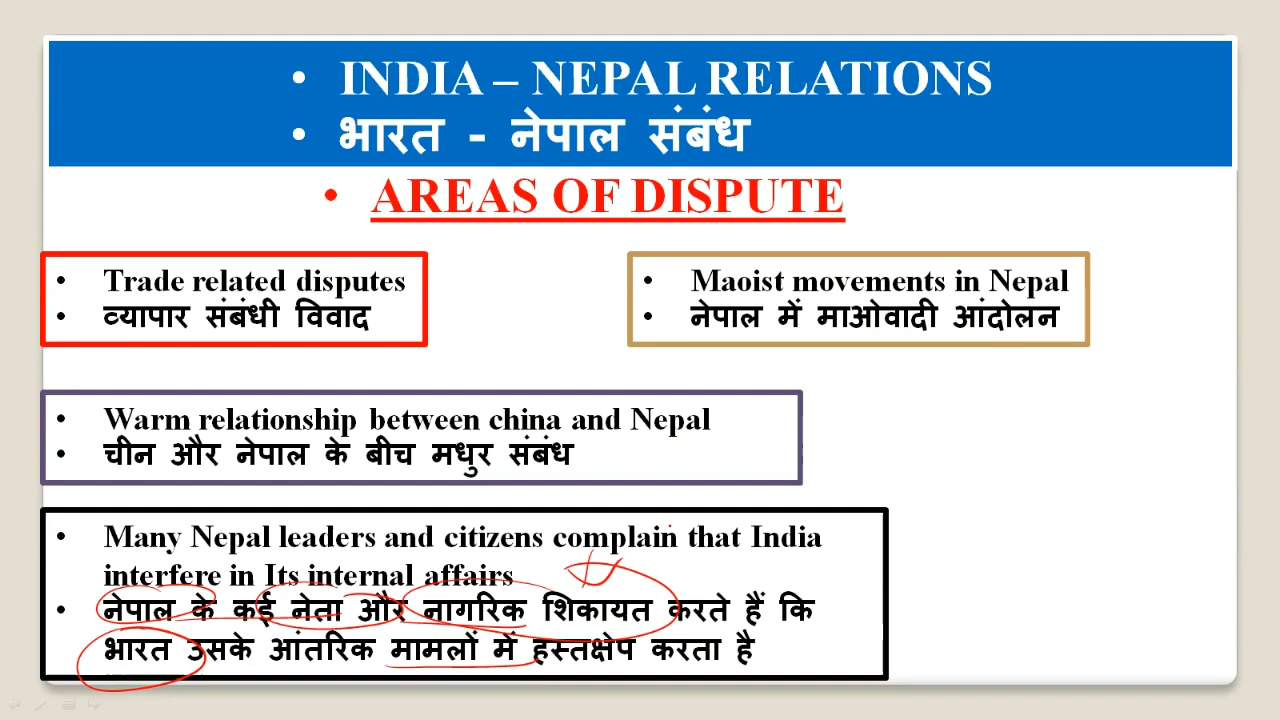 • INDIA – NEPAL RELATIONS
• भारत - नेपाल संबंध
• AREAS OF DISPUTE
• Trade related disputes
• व्यापार संबंधी विवाद
• Maoist movements in Nepal
• नेपाल में माओवादी आंदोलन
• Warm relationship between china and Nepal
• चीन और नेपाल के बीच मधुर संबंध
• Many Nepal leaders and citizens complain that India
interfere in Its internal affairs
• नेपाल के कई नेता और नागरिक शिकायत करते हैं कि
भारत उसके आंतरिक मामलों में हस्तक्षेप करता है